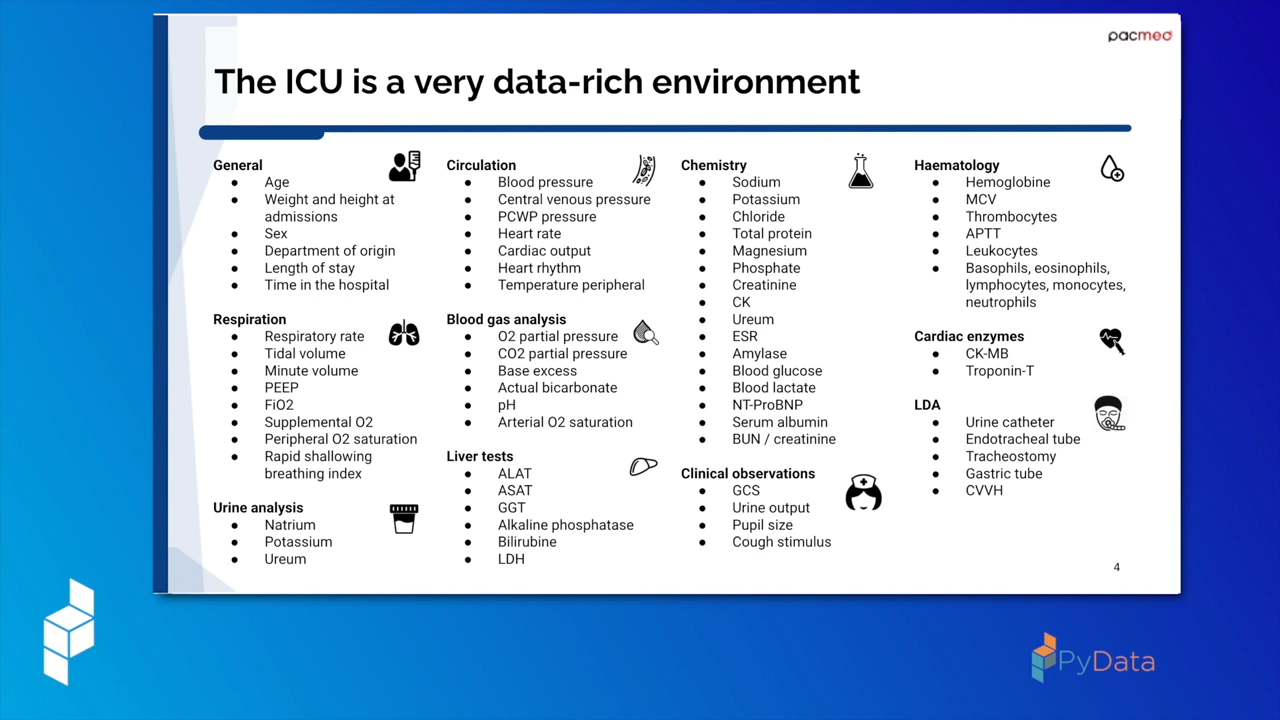 pacmed
The ICU is a very data-rich environment
General
● Age
● Weight and height at
admissions
● Sex
● Department of origin
● Length of stay
● Time in the hospital
Respiration
● Respiratory rate
● Tidal volume
● Minute volume
● PEEP
● FiO2
● Supplemental O2
● Peripheral O2 saturation
● Rapid shallowing
breathing index
Urine analysis
● Natrium
● Potassium
● Ureum
Circulation
● Blood pressure
● Central venous pressure
● PCWP pressure
● Heart rate
● Cardiac output
● Heart rhythm
● Temperature peripheral
Blood gas analysis
● O2 partial pressure
● CO2 partial pressure
● Base excess
● Actual bicarbonate
● pH
● Arterial O2 saturation
Liver tests
● ALAT
● ASAT
● GGT
● Alkaline phosphatase
● Bilirubine
● LDH
Chemistry
● Sodium
● Potassium
● Chloride
● Total protein
● Magnesium
● Phosphate
● Creatinine
● CK
● Ureum
● ESR
● Amylase
● Blood glucose
● Blood lactate
● NT-ProBNP
● Serum albumin
● BUN / creatinine
Clinical observations
● GCS
● Urine output
● Pupil size
● Cough stimulus
Haematology
● Hemoglobine
● MCV
● Thrombocytes
● APTT
● Leukocytes
● Basophils, eosinophils,
lymphocytes, monocytes,
neutrophils
Cardiac enzymes
● CK-MB
● Troponin-T
LDA
● Urine catheter
● Endotracheal tube
● Tracheostomy
● Gastric tube
● CVVH
4
PyData